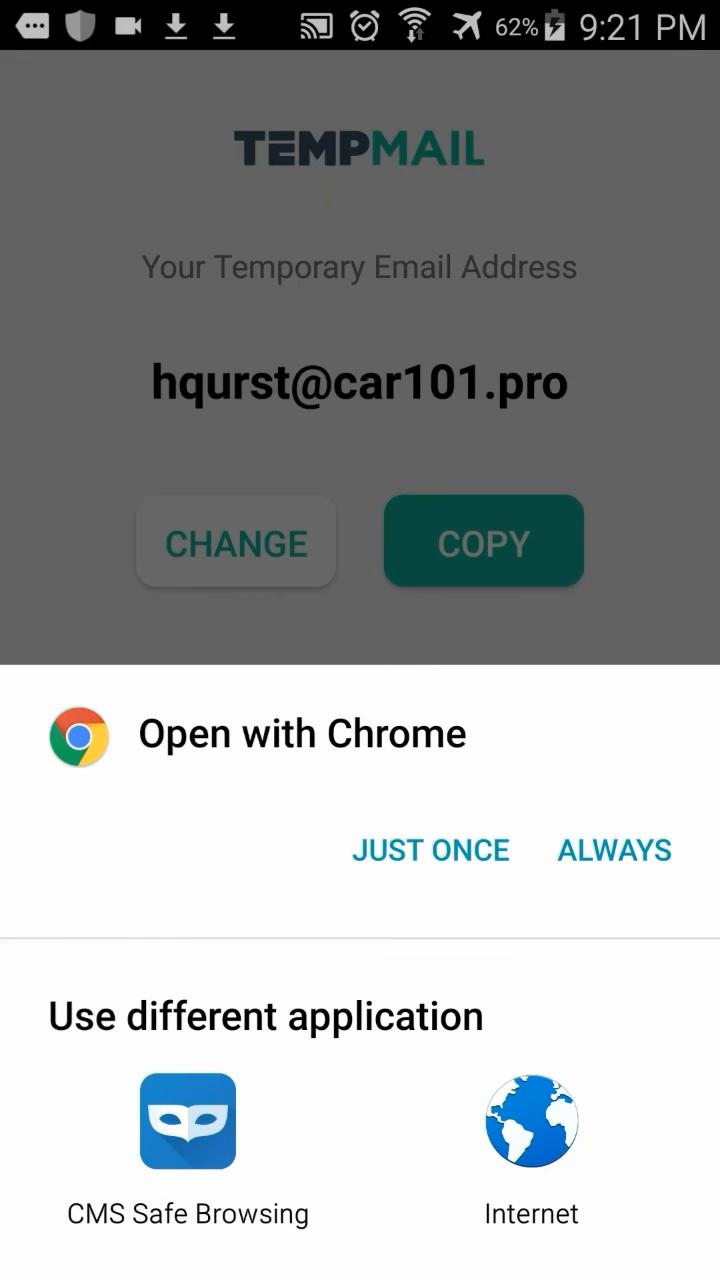 62% 9:21 PM
TEMPMAIL
Your Temporary Email Address
hqurst@car101.pro
CHANGE COPY
Open with Chrome
JUST ONCE ALWAYS
Use different application
CMS Safe Browsing Internet